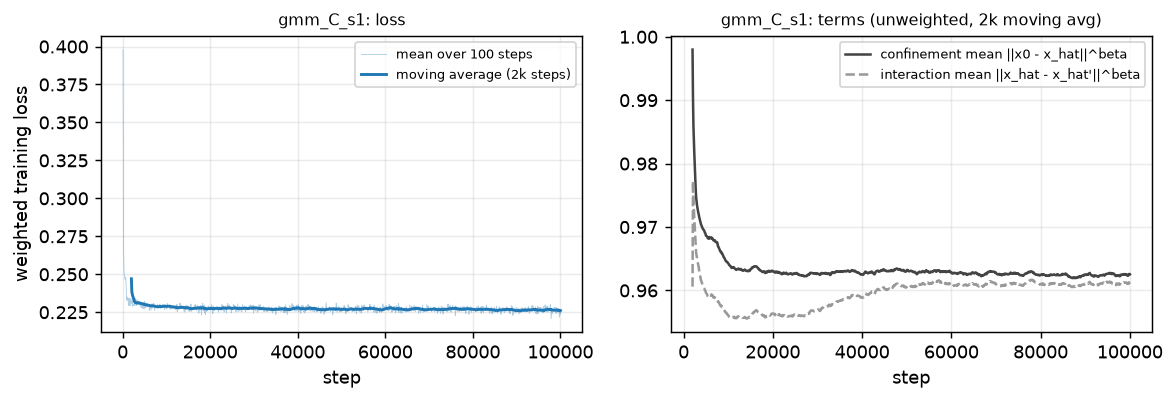 gmm_C_s1: loss
weighted training loss
0.400
0.375
0.350
0.325
0.300
0.275
0.250
0.225
mean over 100 steps
moving average (2k steps)
0
20000
40000
60000
80000
100000
step
gmm_C_s1: terms (unweighted, 2k moving avg)
1.00
0.99
0.98
0.97
0.96
confinement mean ||x0 - x_hat||^beta
interaction mean ||x_hat - x_hat'||^beta
0
20000
40000
60000
80000
100000
step